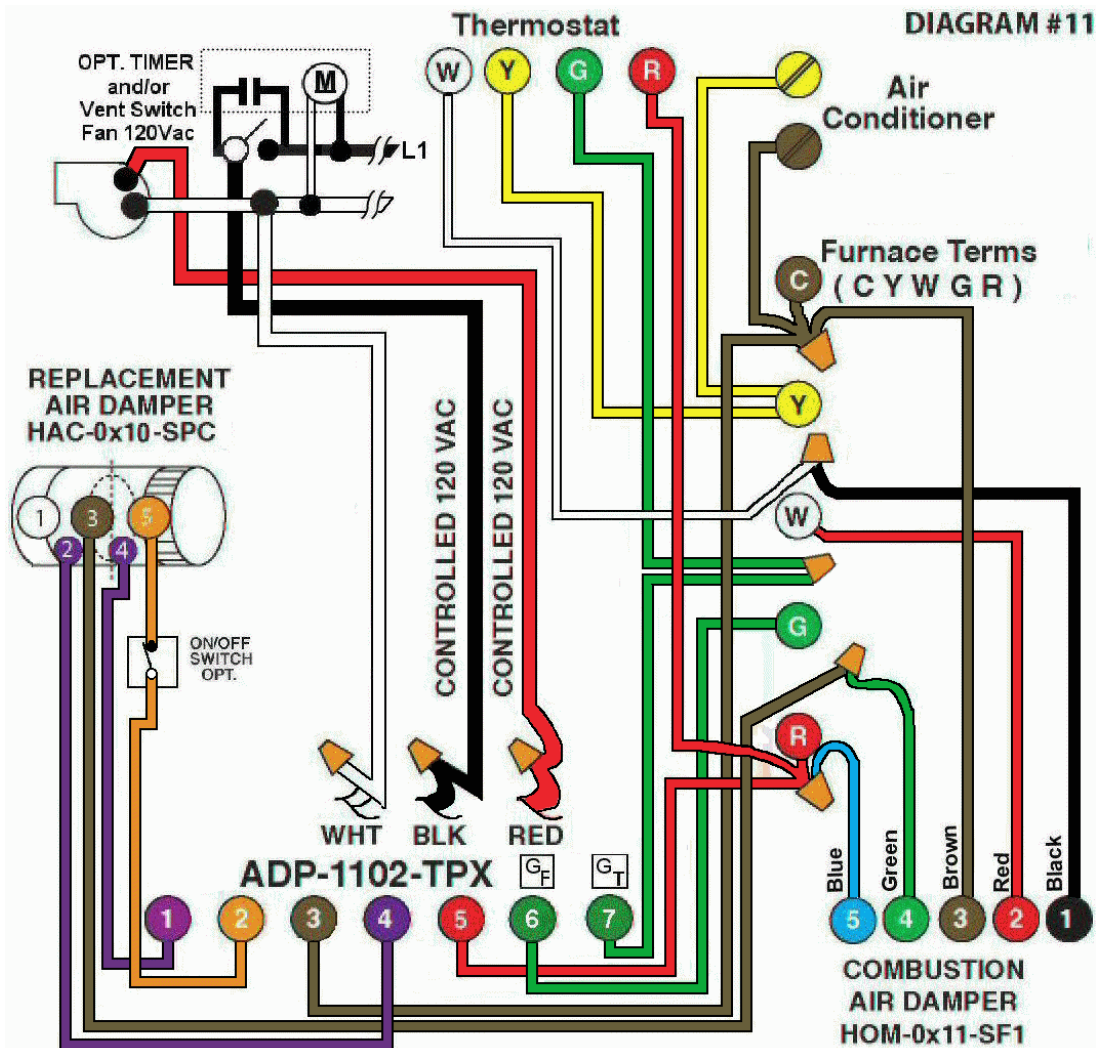 Thermostat
DIAGRAM #11
OPT. TIMER
and/or
Vent Switch
Fan 120Vac
M
L1
W Y G R
Air
Conditioner
Furnace Terms
( C Y W G R )
C
Y
W
G
R
REPLACEMENT
AIR DAMPER
HAC-0x10-SPC
1 3 5
2 4
ON/OFF
SWITCH
OPT.
CONTROLLED 120 VAC
CONTROLLED 120 VAC
WHT BLK RED
ADP-1102-TPX
GF GT
1 2 3 4 5 6 7
Blue Green Brown Red Black
5 4 3 2 1
COMBUSTION
AIR DAMPER
HOM-0x11-SF1